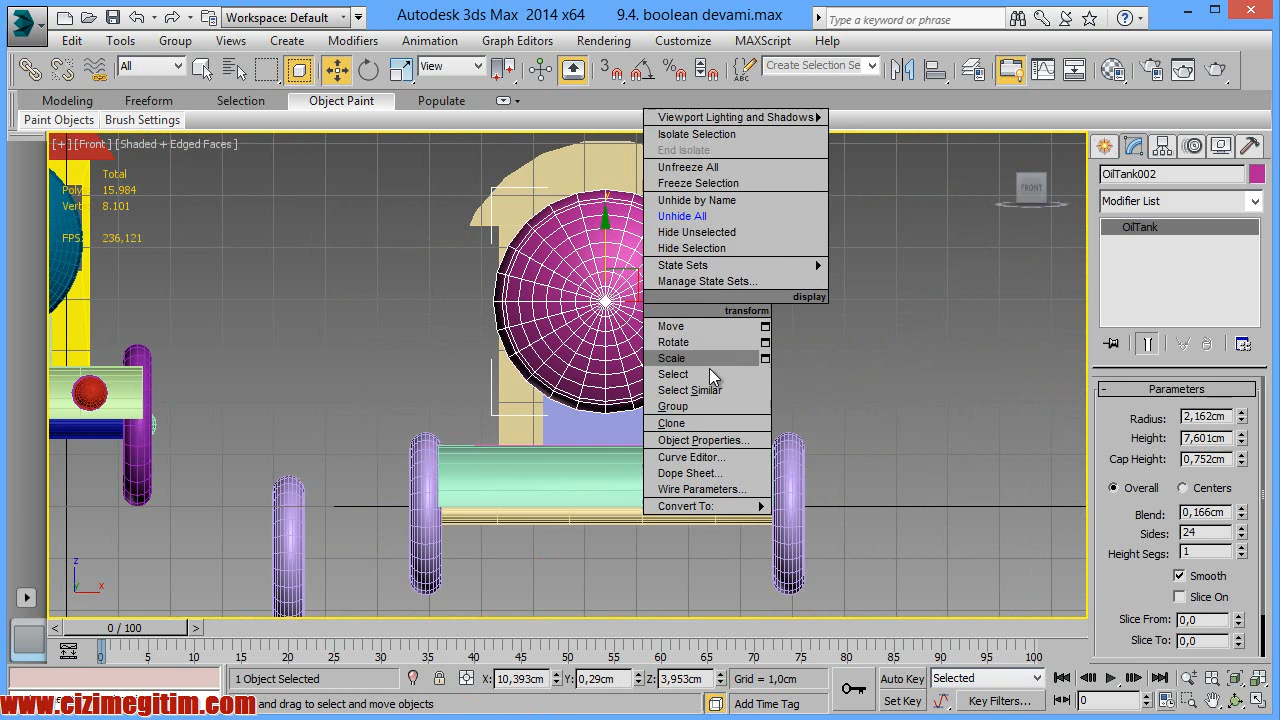 Workspace: Default
Autodesk 3ds Max 2014 x64 9.4. boolean devami.max
Type a keyword or phrase
Edit Tools Group Views Create Modifiers Animation Graph Editors Rendering Customize MAXScript Help
All View Create Selection Se
Modeling Freeform Selection Object Paint Populate
Paint Objects Brush Settings
[+] [Front ] [Shaded + Edged Faces ]
Total
15.984
8.101
FPS: 236,121
Viewport Lighting and Shadows
Isolate Selection
End Isolate
Unfreeze All
Freeze Selection
Unhide by Name
Unhide All
Hide Unselected
Hide Selection
State Sets
Manage State Sets...
display
transform
Move
Rotate
Scale
Select
Select Similar
Group
Clone
Object Properties...
Curve Editor...
Dope Sheet...
Wire Parameters...
Convert To:
FRONT
OilTank002
Modifier List
OilTank
- Parameters
Radius: 2,162cm
Height: 7,601cm
Cap Height: 0,752cm
Overall Centers
Blend: 0,166cm
Sides: 24
Height Segs: 1
Smooth
Slice On
Slice From: 0,0
Slice To: 0,0
z
y x
< 0 / 100 >
0 5 10 15 20 25 30 35 40 45 50 55 60 65 70 75 80 85 90 95 100
1 Object Selected X: 10,393cm Y: 0,29cm Z: 3,953cm Grid = 1,0cm Auto Key Selected
and drag to select and move objects Add Time Tag Set Key Key Filters... 0
www.cizimegitim.com